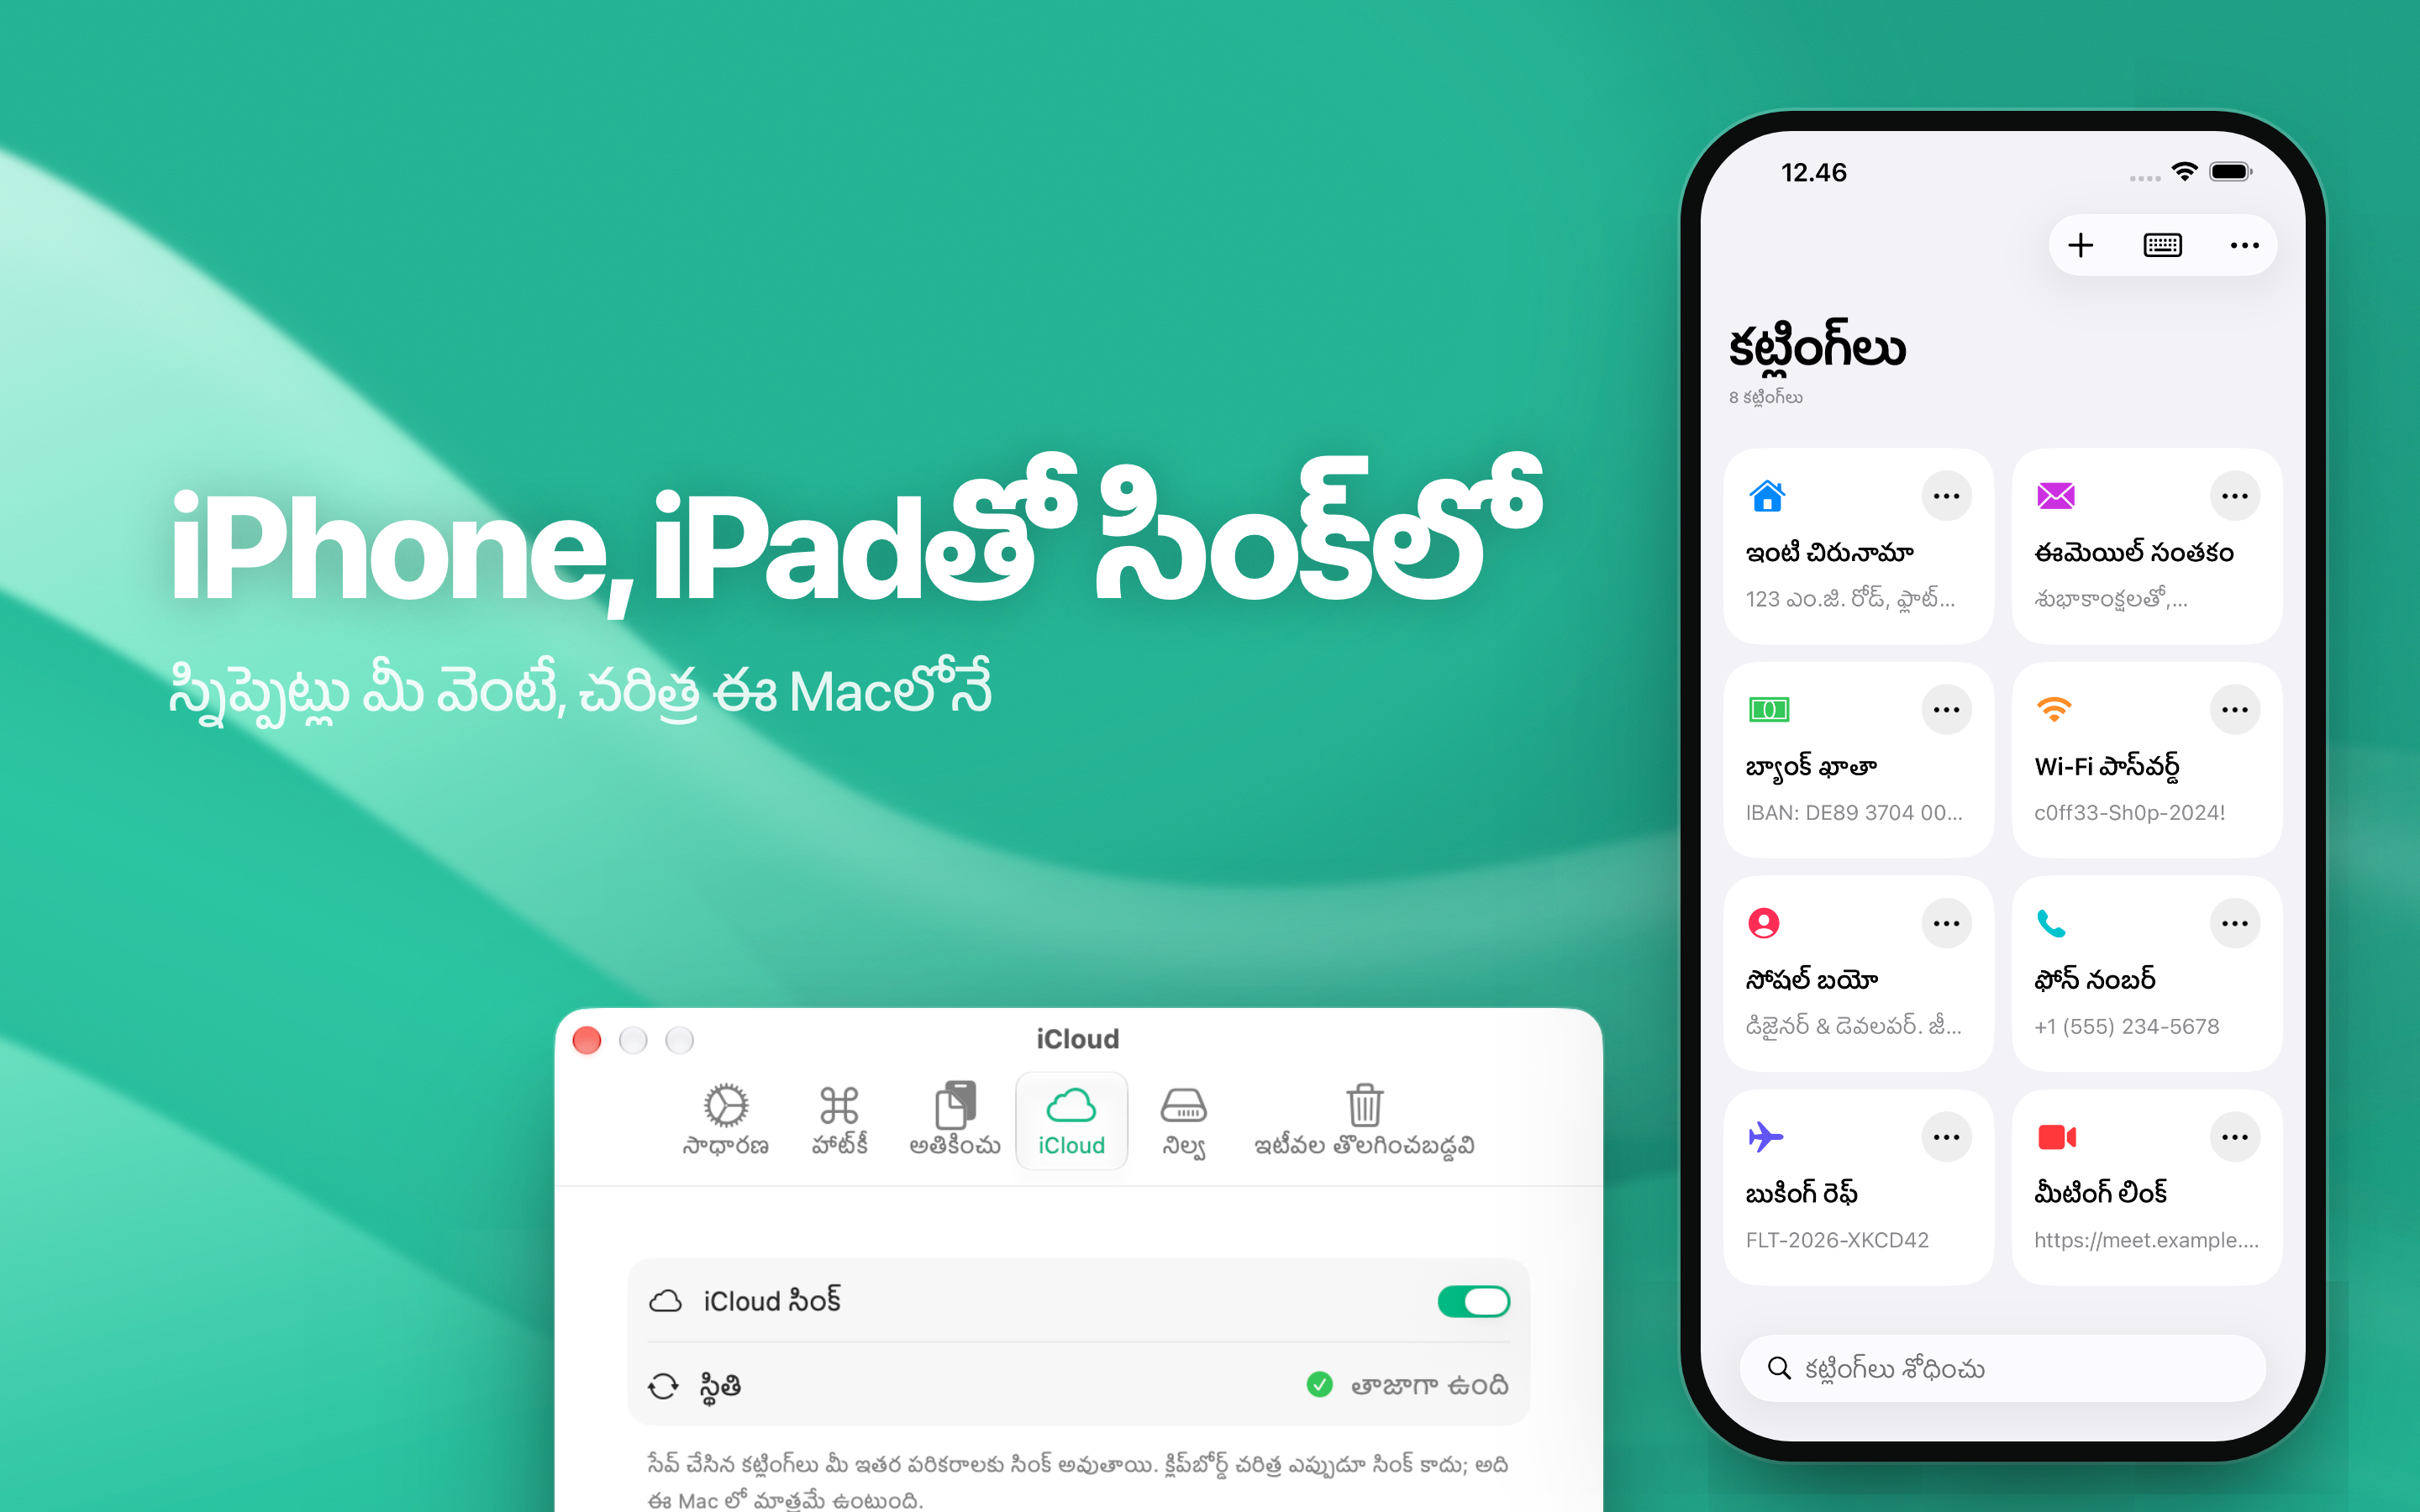 iPhone, iPadతో సింక్‌లో
స్నిప్పెట్లు మీ వెంటే, చరిత్ర ఈ Macలోనే
iCloud
సాధారణ
హాట్‌కీ
అతికించు
iCloud
నిల్వ
ఇటీవల తొలగించబడ్డవి
iCloud సింక్
స్థితి
తాజాగా ఉంది
సేవ్ చేసిన కట్లింగ్‌లు మీ ఇతర పరికరాలకు సింక్ అవుతాయి. క్లిప్‌బోర్డ్ చరిత్ర ఎప్పుడూ సింక్ కాదు; అది
ఈ Mac లో మాత్రమే ఉంటుంది.
12.46
కట్లింగ్‌లు
8 కట్లింగ్‌లు
ఇంటి చిరునామా
123 ఎం.జి. రోడ్, ఫ్లాట్...
ఈమెయిల్ సంతకం
శుభాకాంక్షలతో,...
బ్యాంక్ ఖాతా
IBAN: DE89 3704 00...
Wi-Fi పాస్‌వర్డ్
c0ff33-Sh0p-2024!
సోషల్ బయో
డిజైనర్ & డెవలపర్. జీ...
ఫోన్ నంబర్
+1 (555) 234-5678
బుకింగ్ రెఫ్
FLT-2026-XKCD42
మీటింగ్ లింక్
https://meet.example....
కట్లింగ్‌లు శోధించు